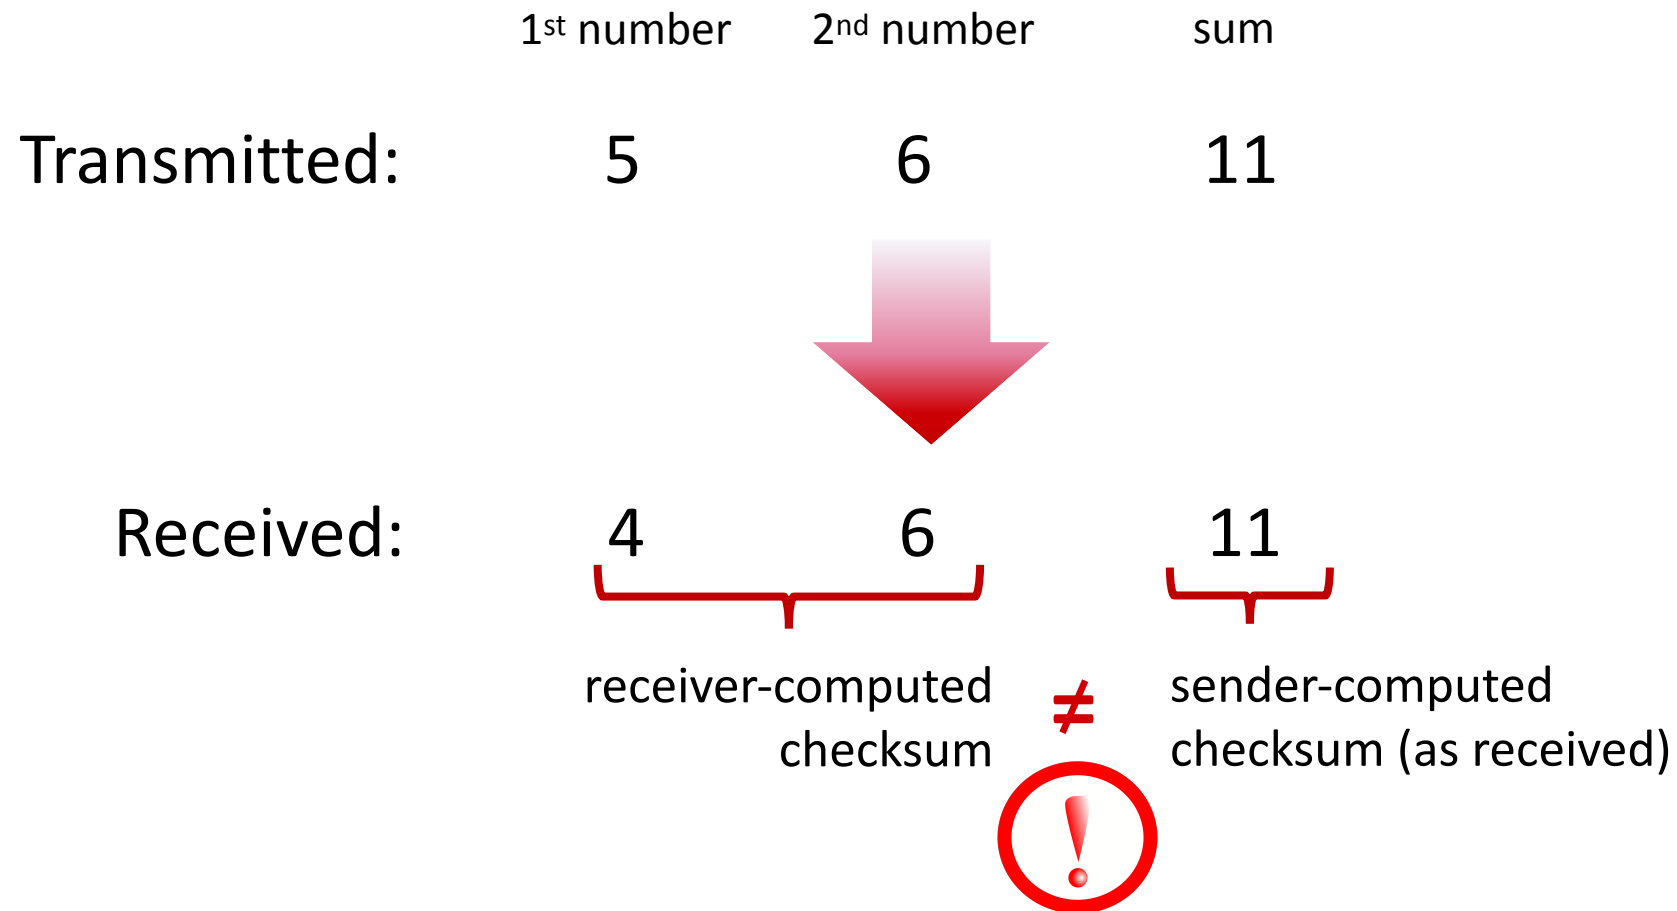 1st number 2nd number sum
Transmitted: 5 6 11
Received: 4 6 11
receiver-computed ≠ sender-computed
checksum checksum (as received)
!